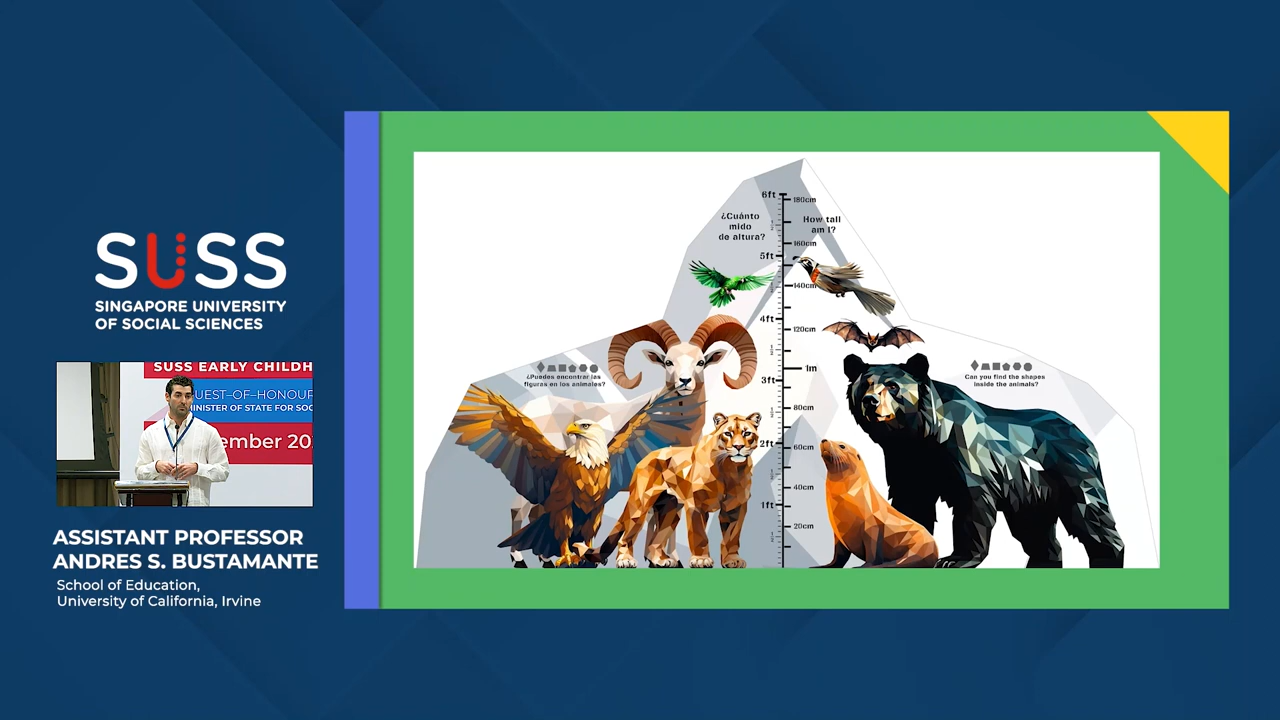 SUSS
SINGAPORE UNIVERSITY
OF SOCIAL SCIENCES
SUSS EARLY CHILDH
UEST-OF-HONOUR
INISTER OF STATE FOR SOC
ember 20
ASSISTANT PROFESSOR
ANDRES S. BUSTAMANTE
School of Education,
University of California, Irvine
¿Cuánto
mido
de altura?
How tall
am I?
6ft
5ft
4ft
3ft
2ft
1ft
180cm
160cm
140cm
120cm
1m
80cm
60cm
40cm
20cm
¿Puedes encontrar las
figuras en los animales?
Can you find the shapes
inside the animals?